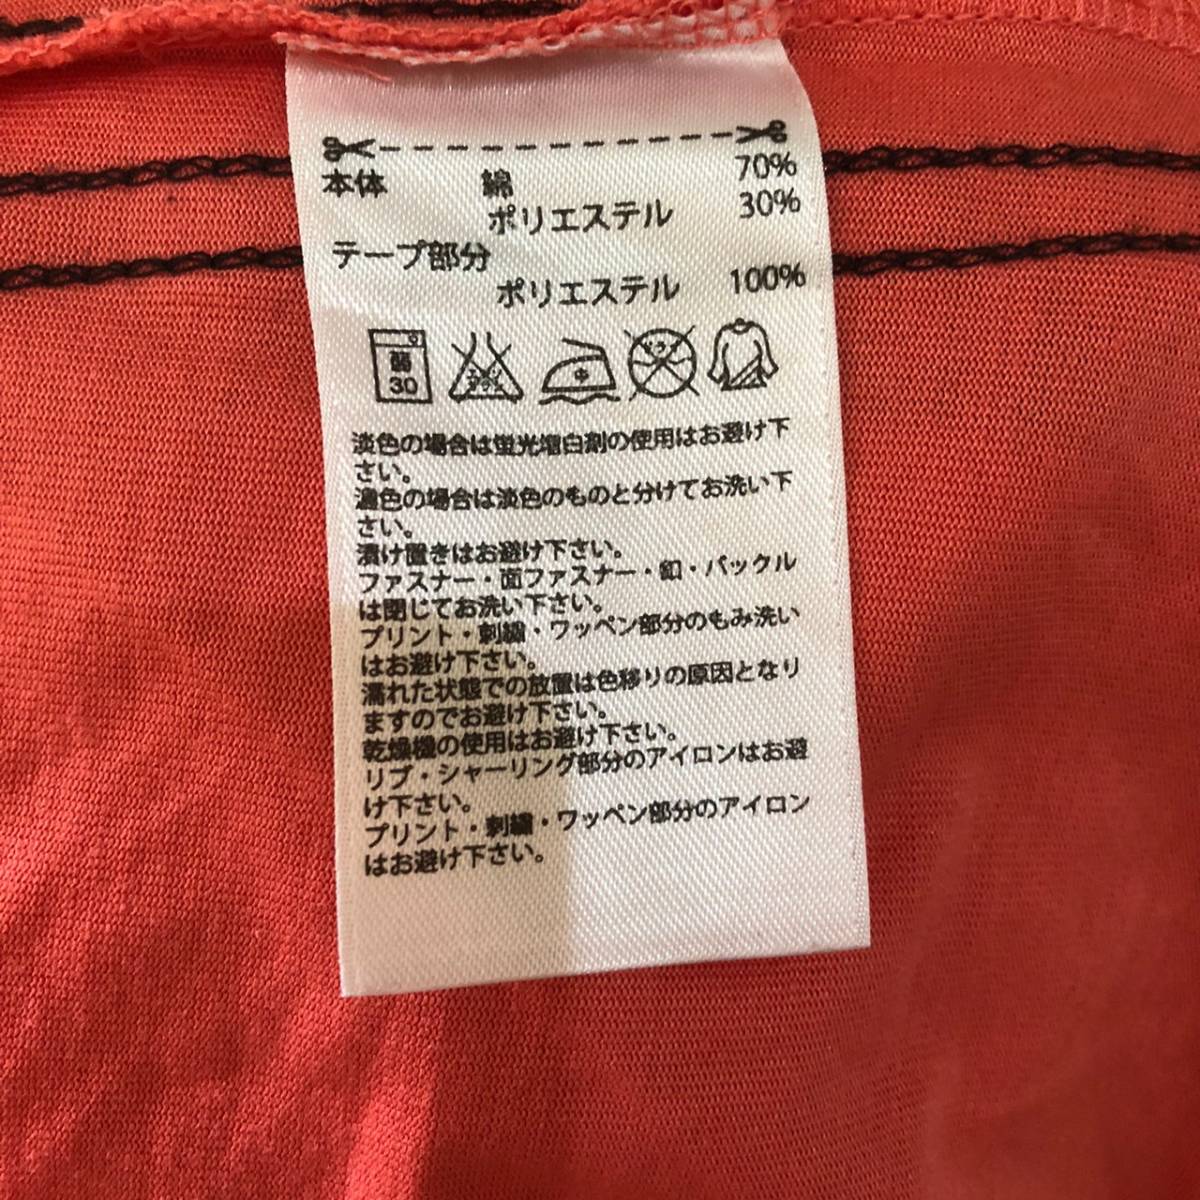 本体 綿 70%
ポリエステル 30%
テープ部分
ポリエステル 100%
30
淡色の場合は蛍光増白剤の使用はお避け下
さい。
濃色の場合は淡色のものと分けてお洗い下
さい。
漬け置きはお避け下さい。
ファスナー・面ファスナー・釦・バックル
は閉じてお洗い下さい。
プリント・刺繍・ワッペン部分のもみ洗い
はお避け下さい。
濡れた状態での放置は色移りの原因となり
ますのでお避け下さい。
乾燥機の使用はお避け下さい。
リブ・シャーリング部分のアイロンはお避
け下さい。
プリント・刺繍・ワッペン部分のアイロン
はお避け下さい。